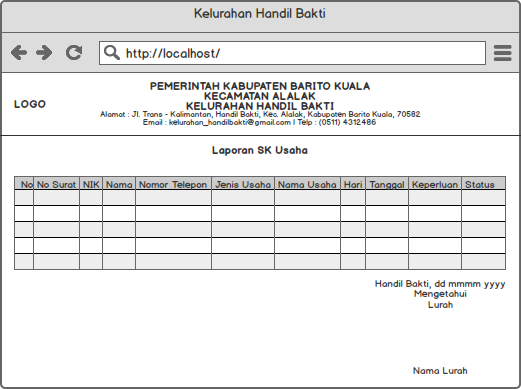 Kelurahan Handil Bakti
http://localhost/
LOGO
PEMERINTAH KABUPATEN BARITO KUALA
KECAMATAN ALALAK
KELURAHAN HANDIL BAKTI
Alamat : Jl. Trans - Kalimantan, Handil Bakti, Kec. Alalak, Kabupaten Barito Kuala, 70582
Email : kelurahan_handilbakti@gmail.com | Telp : (0511) 4312486
Laporan SK Usaha
No No Surat NIK Nama Nomor Telepon Jenis Usaha Nama Usaha Hari Tanggal Keperluan Status
Handil Bakti, dd mmmm yyyy
Mengetahui
Lurah
Nama Lurah